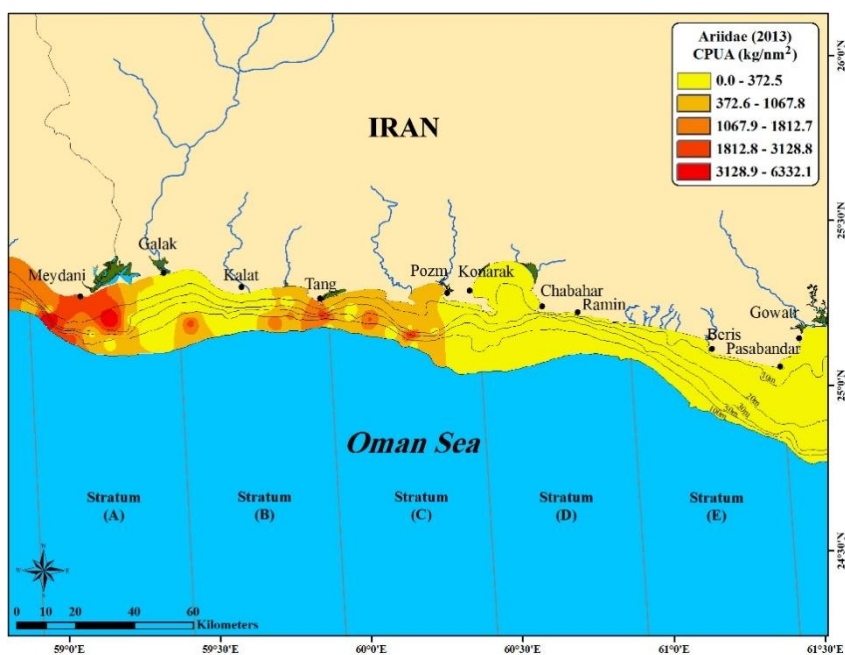 Ariidae (2013)
CPUA (kg/nm²)
0.0 - 372.5
372.6 - 1067.8
1067.9 - 1812.7
1812.8 - 3128.8
3128.9 - 6332.1
IRAN
Galak
Meydani
Kalat
Tang
Pozm
Konarak
Chabahar
Ramin
Gowatr
Beris
Pasabandar
20m
30m
100m
Oman Sea
Stratum
(A)
Stratum
(B)
Stratum
(C)
Stratum
(D)
Stratum
(E)
N
W
E
S
0 10 20 40 60
Kilometers
59°0'E
59°30'E
60°0'E
60°30'E
61°0'E
61°30'E
26°0'N
25°30'N
25°0'N
24°30'N